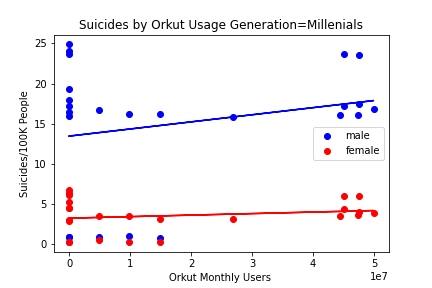 Suicides by Orkut Usage Generation=Millenials
Suicides/100K People
25
20
15
10
5
0
male
female
0
1
2
3
4
5
1e7
Orkut Monthly Users